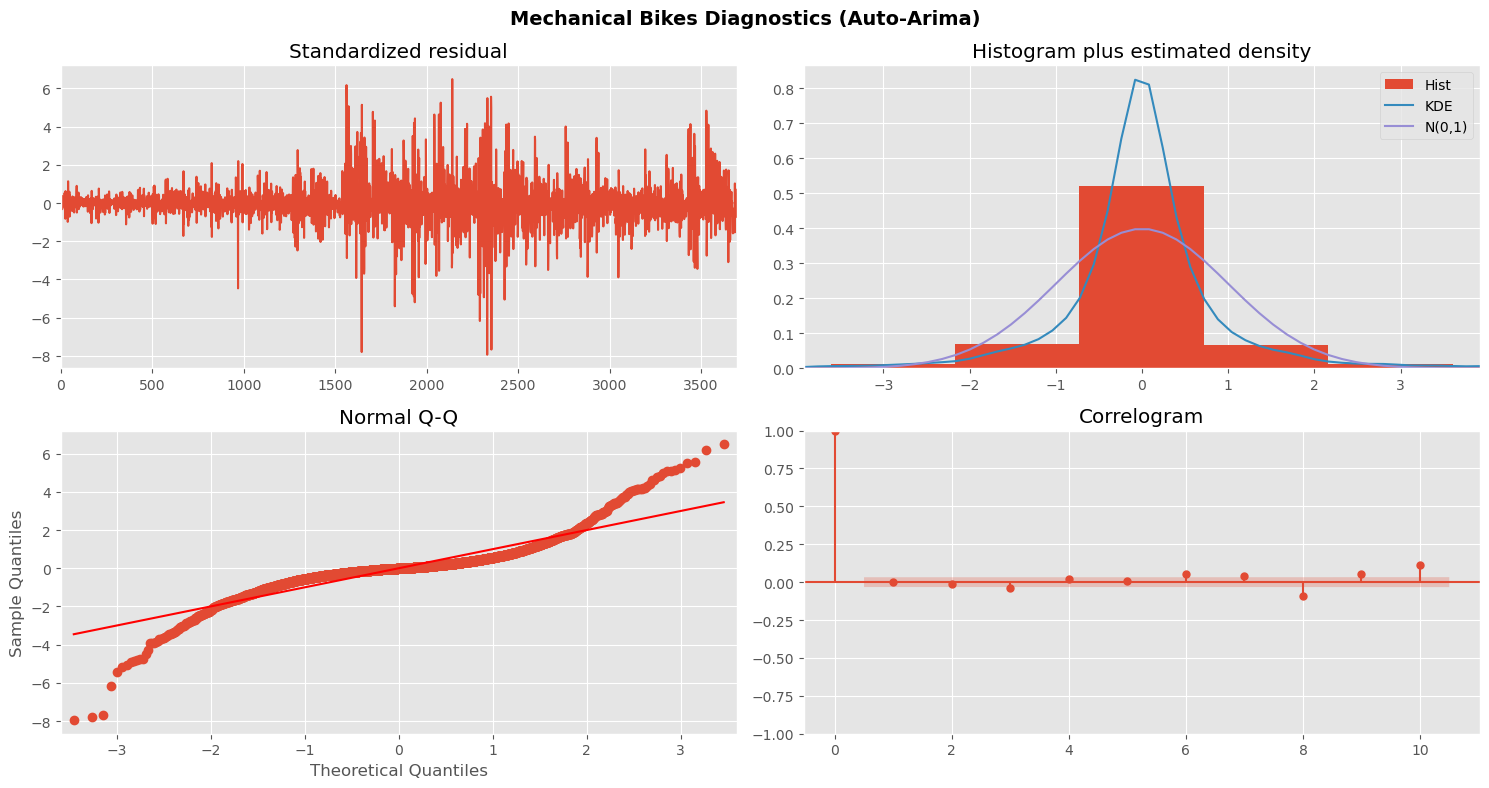 Mechanical Bikes Diagnostics (Auto-Arima)
Standardized residual
6
4
2
0
−2
−4
−6
−8
0 500 1000 1500 2000 2500 3000 3500
Histogram plus estimated density
Hist
KDE
N(0,1)
0.8
0.7
0.6
0.5
0.4
0.3
0.2
0.1
0.0
−3 −2 −1 0 1 2 3
Normal Q-Q
Sample Quantiles
6
4
2
0
−2
−4
−6
−8
−3 −2 −1 0 1 2 3
Theoretical Quantiles
Correlogram
1.00
0.75
0.50
0.25
0.00
−0.25
−0.50
−0.75
−1.00
0 2 4 6 8 10